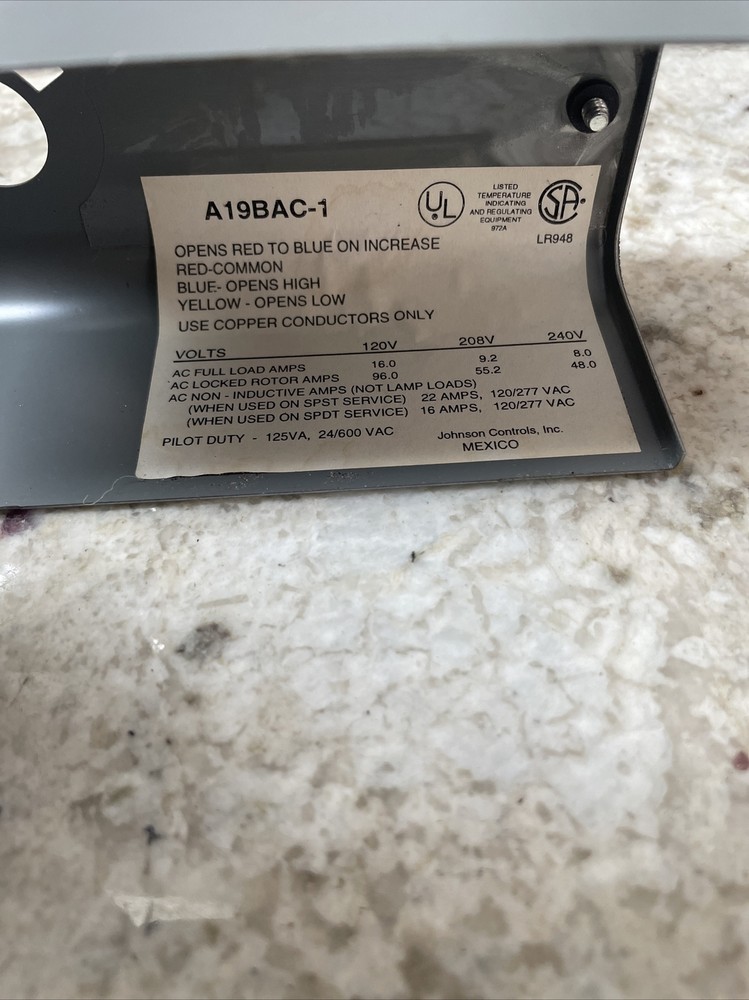 A19BAC-1
UL
LISTED
TEMPERATURE
INDICATING
AND REGULATING
EQUIPMENT
972A
SA
LR948
OPENS RED TO BLUE ON INCREASE
RED-COMMON
BLUE- OPENS HIGH
YELLOW - OPENS LOW
USE COPPER CONDUCTORS ONLY
VOLTS 120V 208V 240V
AC FULL LOAD AMPS 16.0 9.2 8.0
AC LOCKED ROTOR AMPS 96.0 55.2 48.0
AC NON - INDUCTIVE AMPS (NOT LAMP LOADS)
(WHEN USED ON SPST SERVICE) 22 AMPS, 120/277 VAC
(WHEN USED ON SPDT SERVICE) 16 AMPS, 120/277 VAC
PILOT DUTY - 125VA, 24/600 VAC Johnson Controls, Inc.
MEXICO